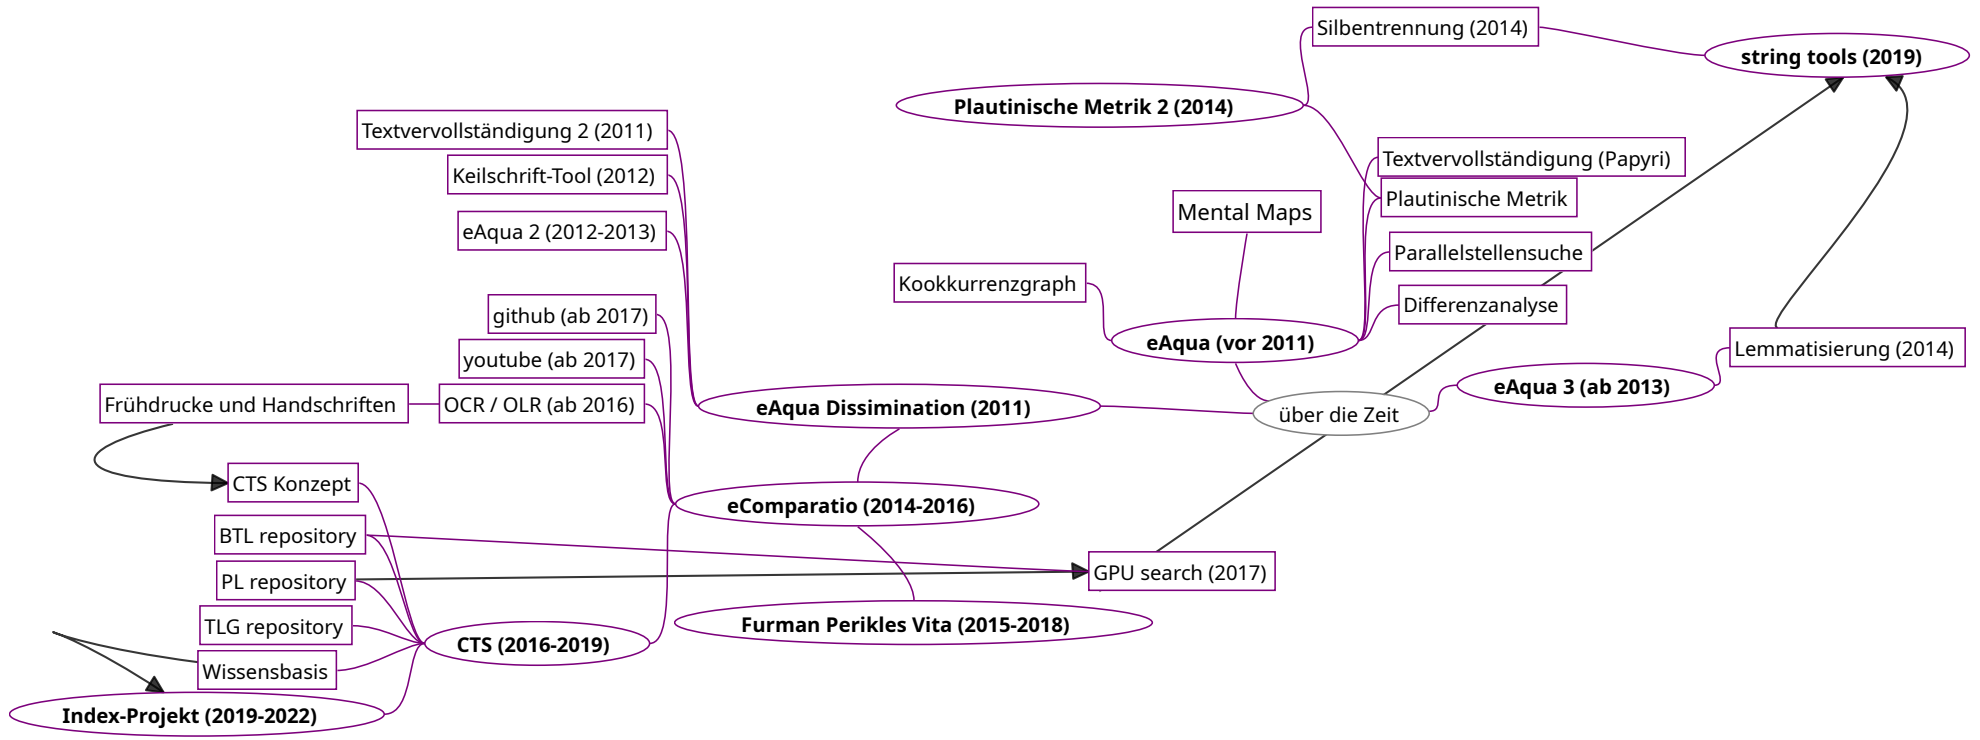 Silbentrennung (2014)
string tools (2019)
Plautinische Metrik 2 (2014)
Textvervollständigung 2 (2011)
Textvervollständigung (Papyri)
Keilschrift-Tool (2012)
Plautinische Metrik
Mental Maps
eAqua 2 (2012-2013)
Parallelstellensuche
Kookkurrenzgraph
Differenzanalyse
github (ab 2017)
eAqua (vor 2011)
Lemmatisierung (2014)
youtube (ab 2017)
eAqua 3 (ab 2013)
Frühdrucke und Handschriften
OCR / OLR (ab 2016)
eAqua Dissimination (2011)
über die Zeit
CTS Konzept
eComparatio (2014-2016)
BTL repository
GPU search (2017)
PL repository
TLG repository
Furman Perikles Vita (2015-2018)
CTS (2016-2019)
Wissensbasis
Index-Projekt (2019-2022)